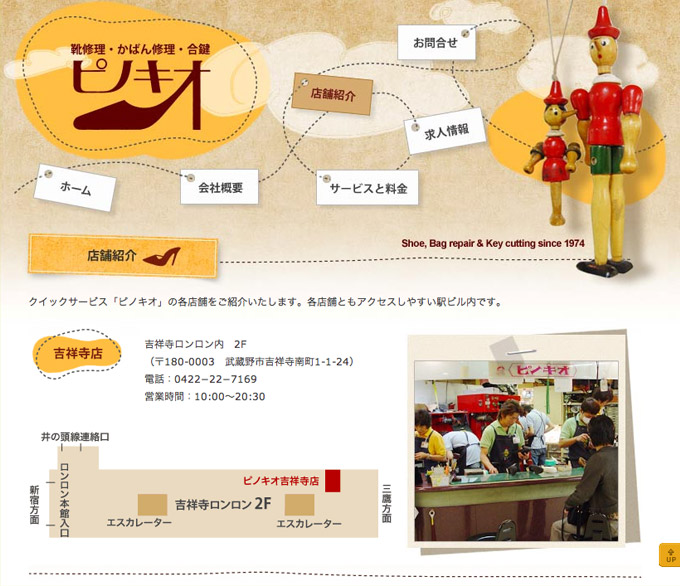 靴修理・かばん修理・合鍵
ピノキオ
お問合せ
店舗紹介
求人情報
ホーム
会社概要
サービスと料金
Shoe, Bag repair & Key cutting since 1974
店舗紹介
クイックサービス「ピノキオ」の各店舗をご紹介いたします。各店舗ともアクセスしやすい駅ビル内です。
吉祥寺店
吉祥寺ロンロン内　2F
（〒180-0003　武蔵野市吉祥寺南町1-1-24）
電話：0422−22−7169
営業時間：10:00〜20:30
ピノキオ
井の頭線連絡口
ロンロン本館入口
新宿方面
ピノキオ吉祥寺店
吉祥寺ロンロン 2F
エスカレーター
エスカレーター
三鷹方面
UP